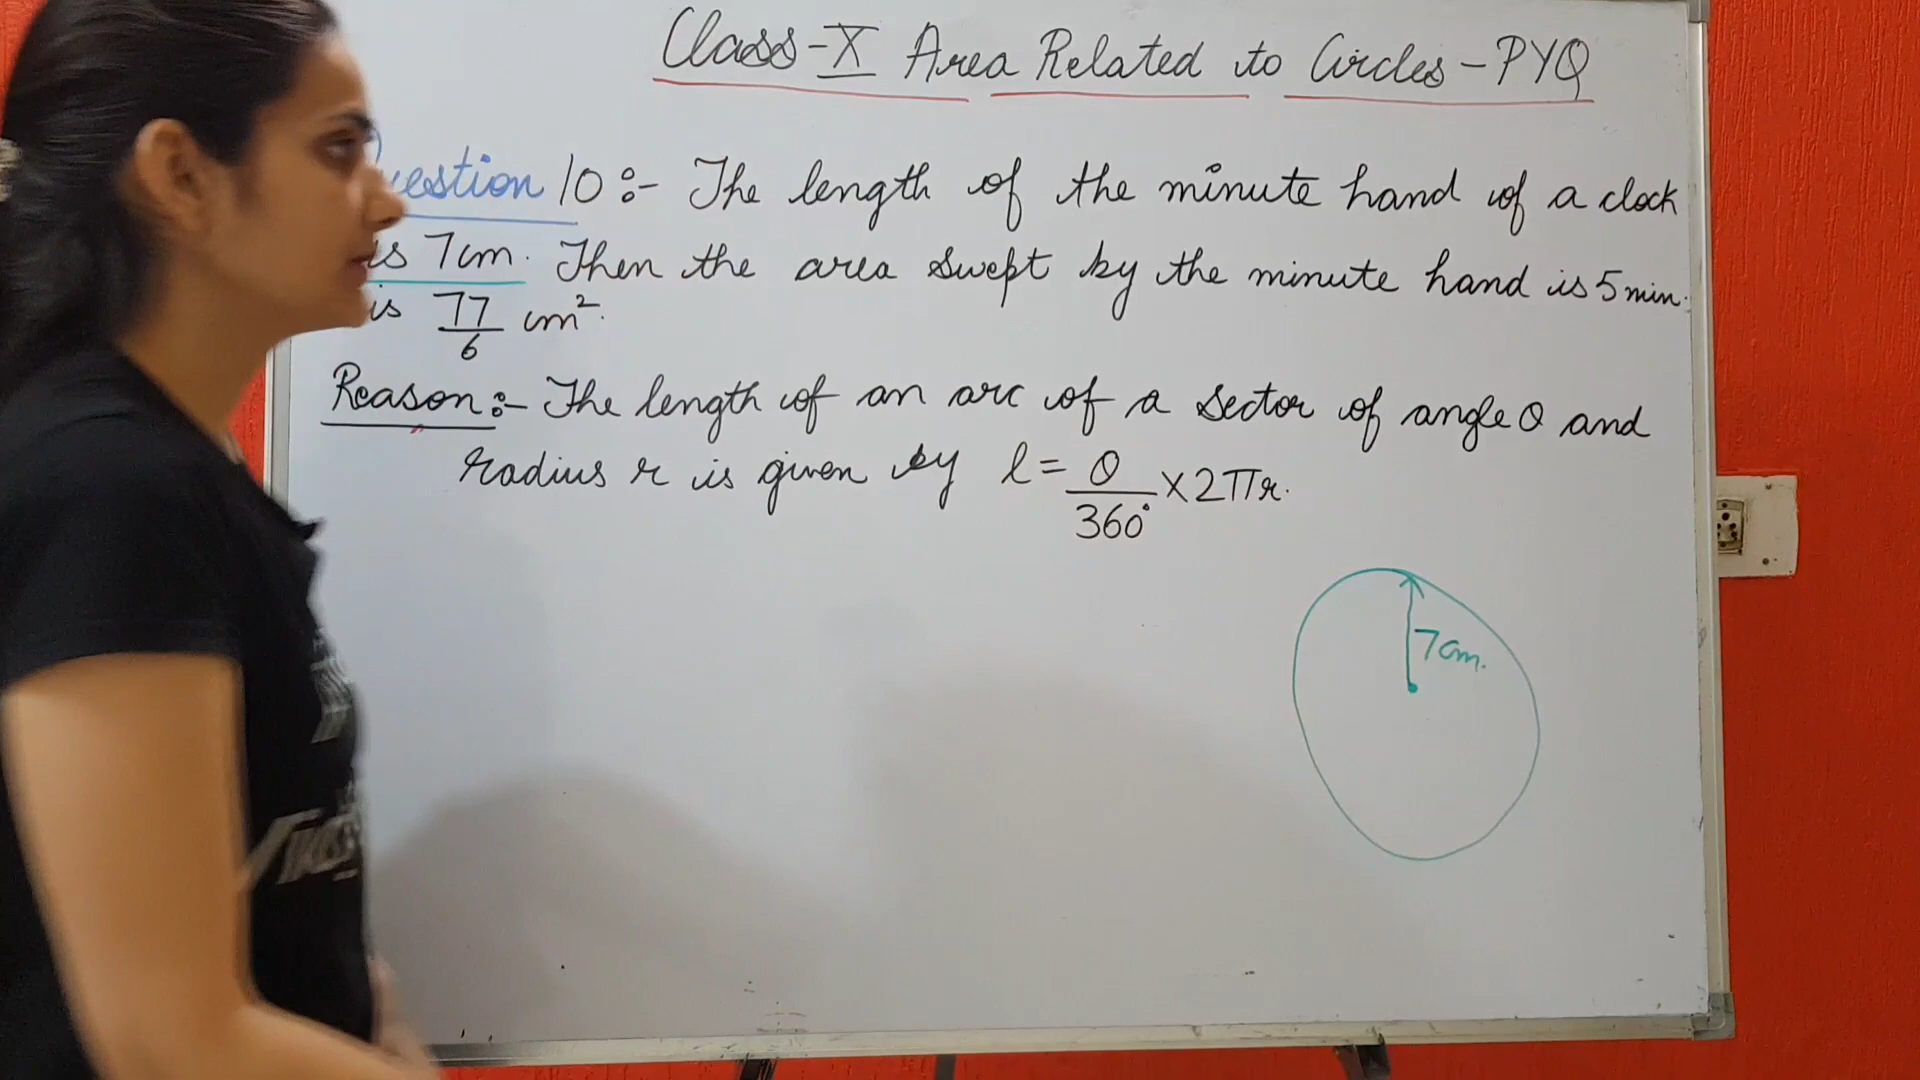 Class-X Area Related to Circles-PYQ
uestion 10:- The length of the minute hand of a clock
is 7cm. Then the area swept by the minute hand is 5 min.
is 77/6 cm².
Reason:- The length of an arc of a sector of angle θ and
radius r is given by l = θ/360° × 2πr.
7cm.